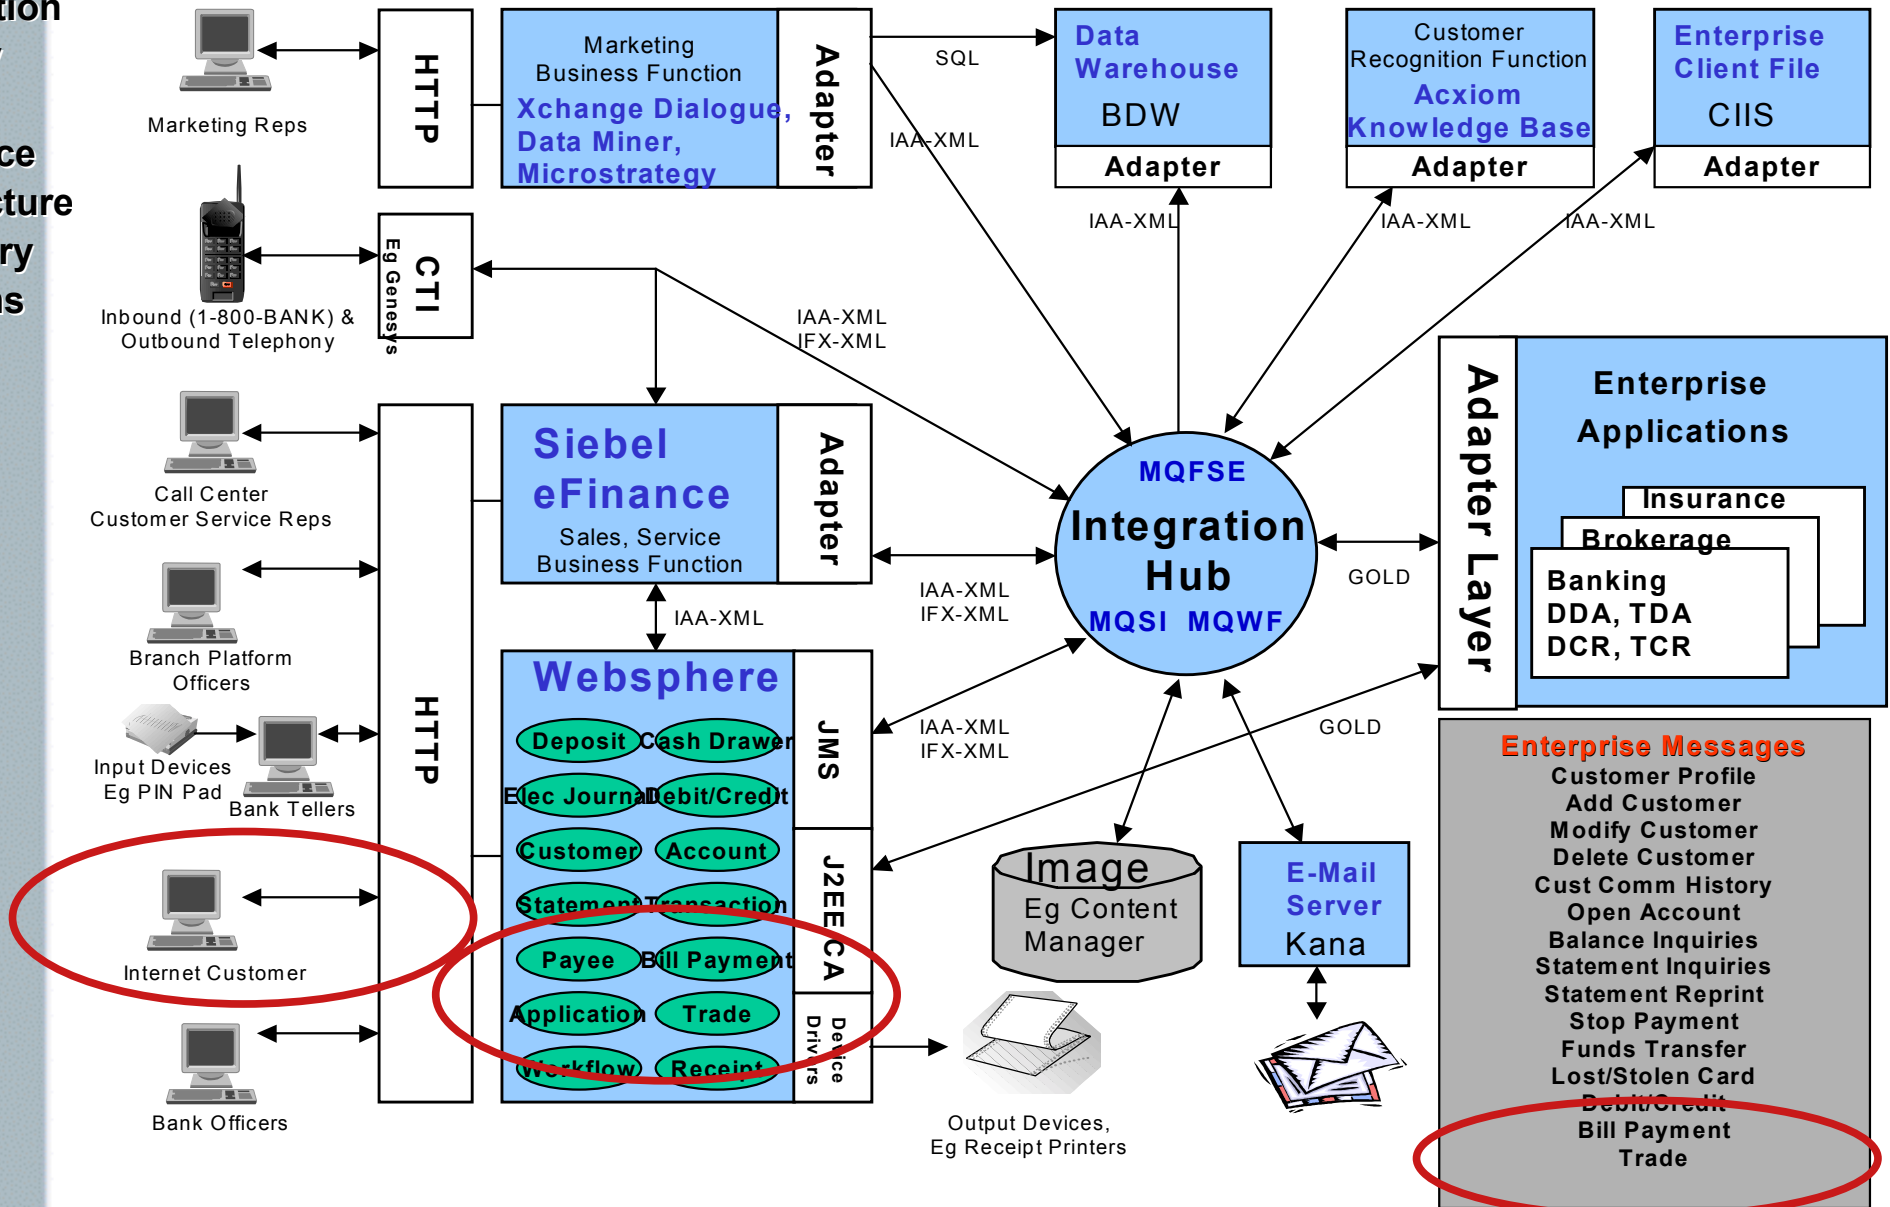 tion
ce
cture
ry
ns
Marketing Reps
HTTP
Marketing
Business Function
Xchange Dialogue,
Data Miner,
Microstrategy
Adapter
SQL
IAA-XML
Data
Warehouse
BDW
Adapter
IAA-XML
Customer
Recognition Function
Acxiom
Knowledge Base
Adapter
IAA-XML
Enterprise
Client File
CIIS
Adapter
IAA-XML
Inbound (1-800-BANK) &
Outbound Telephony
CTI
Eg Genesys
IAA-XML
IFX-XML
Call Center
Customer Service Reps
Branch Platform
Officers
Input Devices
Eg PIN Pad
Bank Tellers
Internet Customer
Bank Officers
HTTP
Siebel
eFinance
Sales, Service
Business Function
Adapter
IAA-XML
IFX-XML
IAA-XML
Websphere
Deposit
Cash Drawer
Elec Journal
Debit/Credit
Customer
Account
Statement
Transaction
Payee
Bill Payment
Application
Trade
Workflow
Receipt
JMS
J2EECA
Device
Drivers
IAA-XML
IFX-XML
MQFSE
Integration
Hub
MQSI MQWF
GOLD
GOLD
Adapter Layer
Enterprise
Applications
Insurance
Brokerage
Banking
DDA, TDA
DCR, TCR
Image
Eg Content
Manager
E-Mail
Server
Kana
Output Devices,
Eg Receipt Printers
Enterprise Messages
Customer Profile
Add Customer
Modify Customer
Delete Customer
Cust Comm History
Open Account
Balance Inquiries
Statement Inquiries
Statement Reprint
Stop Payment
Funds Transfer
Lost/Stolen Card
Debit/Credit
Bill Payment
Trade